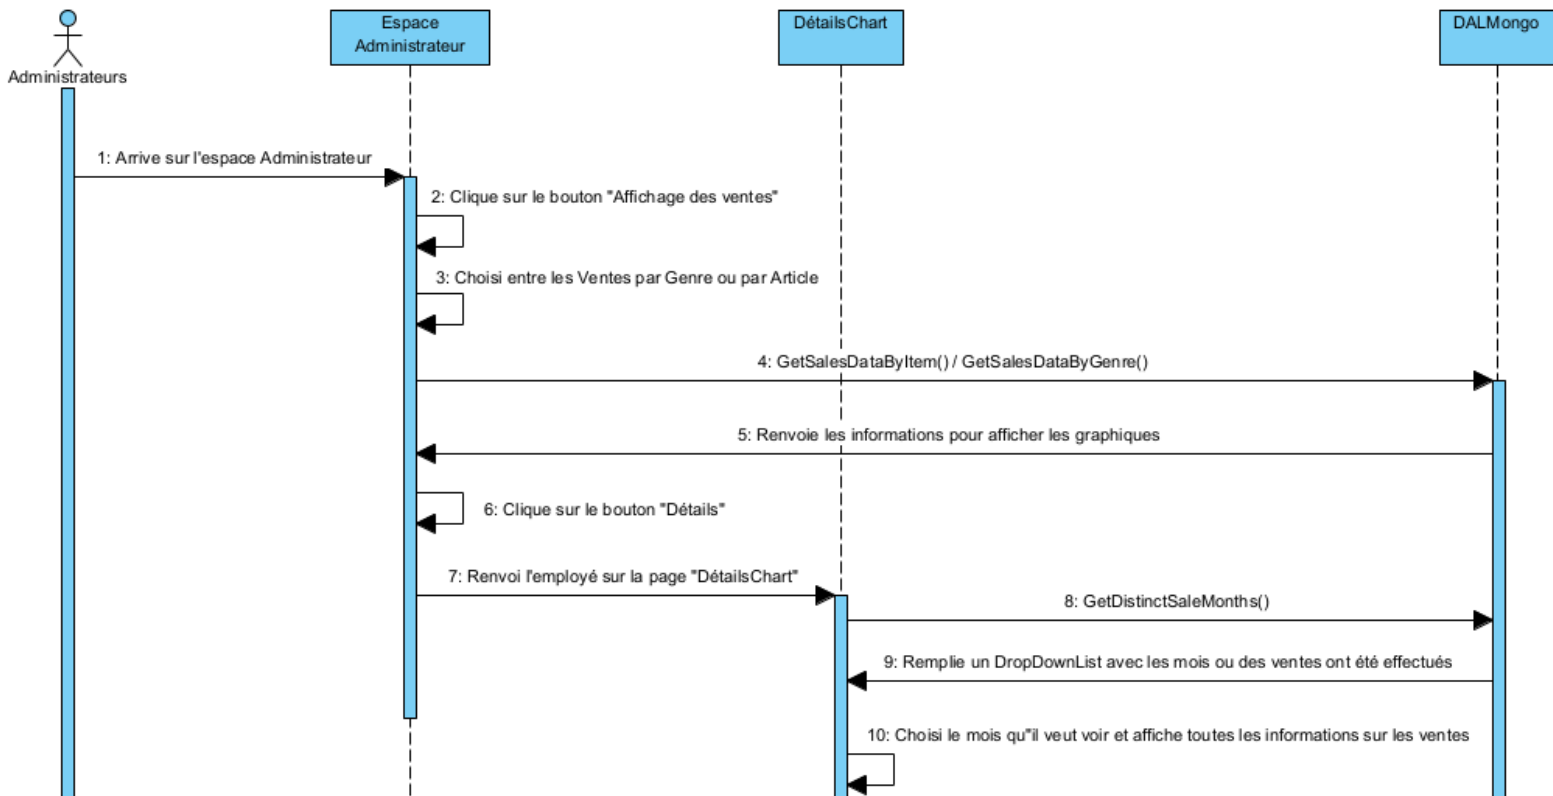 Espace
Administrateur
DétailsChart
DALMongo
Administrateurs
1: Arrive sur l'espace Administrateur
2: Clique sur le bouton "Affichage des ventes"
3: Choisi entre les Ventes par Genre ou par Article
4: GetSalesDataByItem() / GetSalesDataByGenre()
5: Renvoie les informations pour afficher les graphiques
6: Clique sur le bouton "Détails"
7: Renvoi l'employé sur la page "DétailsChart"
8: GetDistinctSaleMonths()
9: Remplie un DropDownList avec les mois ou des ventes ont été effectués
10: Choisi le mois qu"il veut voir et affiche toutes les informations sur les ventes